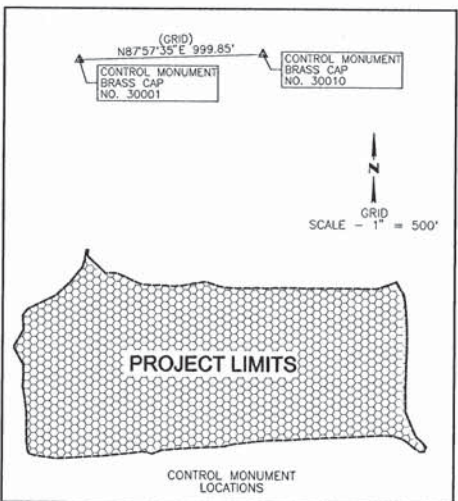 (GRID)
N87°57'35"E 999.85'
CONTROL MONUMENT
BRASS CAP
NO. 30001
CONTROL MONUMENT
BRASS CAP
NO. 30010
N
GRID
SCALE - 1" = 500'
PROJECT LIMITS
CONTROL MONUMENT
LOCATIONS